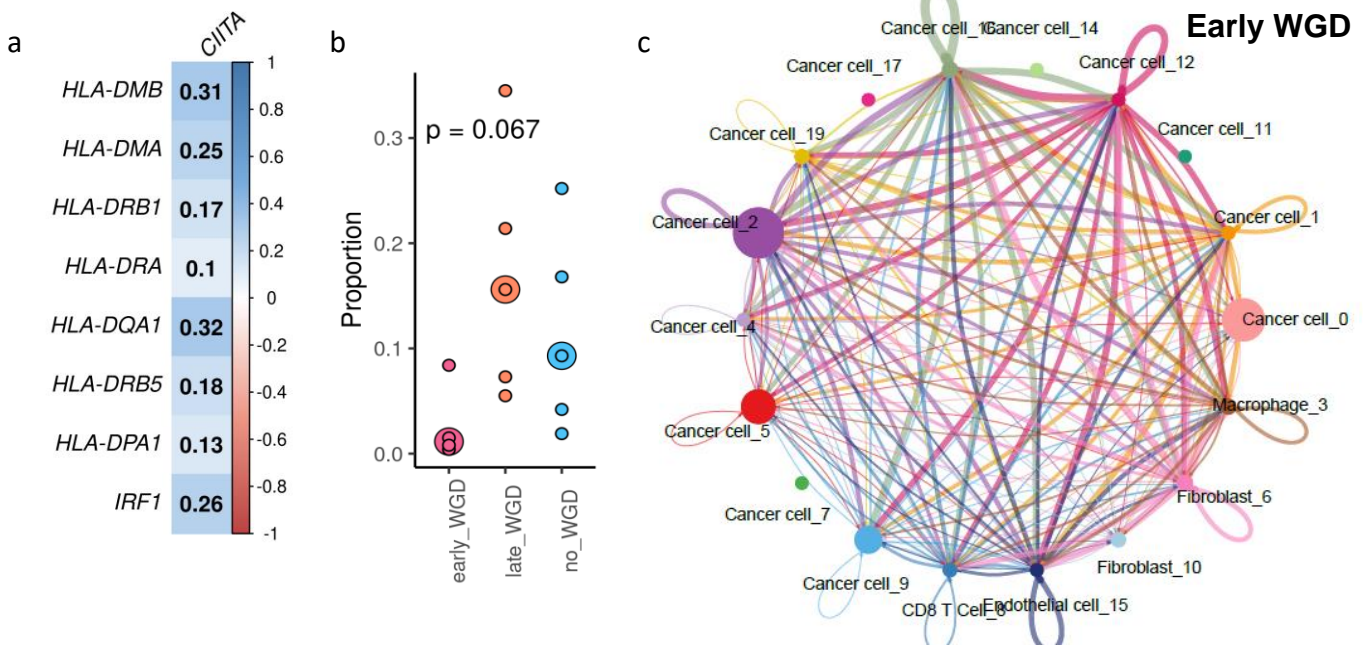 a
CIITA
HLA-DMB 0.31
HLA-DMA 0.25
HLA-DRB1 0.17
HLA-DRA 0.1
HLA-DQA1 0.32
HLA-DRB5 0.18
HLA-DPA1 0.13
IRF1 0.26
1
0.8
0.6
0.4
0.2
0
-0.2
-0.4
-0.6
-0.8
-1
b
p = 0.067
Proportion
0.3
0.2
0.1
0.0
early_WGD
late_WGD
no_WGD
c
Early WGD
Cancer cell_16
Cancer cell_14
Cancer cell_12
Cancer cell_17
Cancer cell_11
Cancer cell_19
Cancer cell_1
Cancer cell_2
Cancer cell_0
Cancer cell_4
Macrophage_3
Cancer cell_5
Fibroblast_6
Cancer cell_7
Fibroblast_10
Cancer cell_9
CD8 T Cell_8
Endothelial cell_15